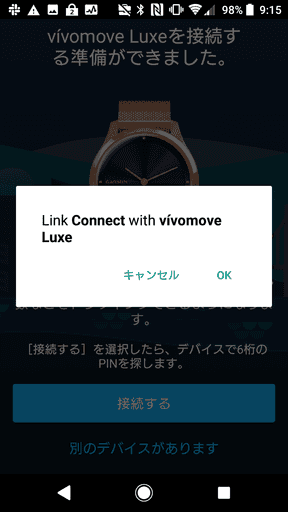 98% 9:15
vívomove Luxeを接続す
る準備ができました。
GARMIN
Link Connect with vívomove
Luxe
キャンセル OK
す。
［接続する］を選択したら、デバイスで6桁の
PINを探します。
接続する
別のデバイスがあります